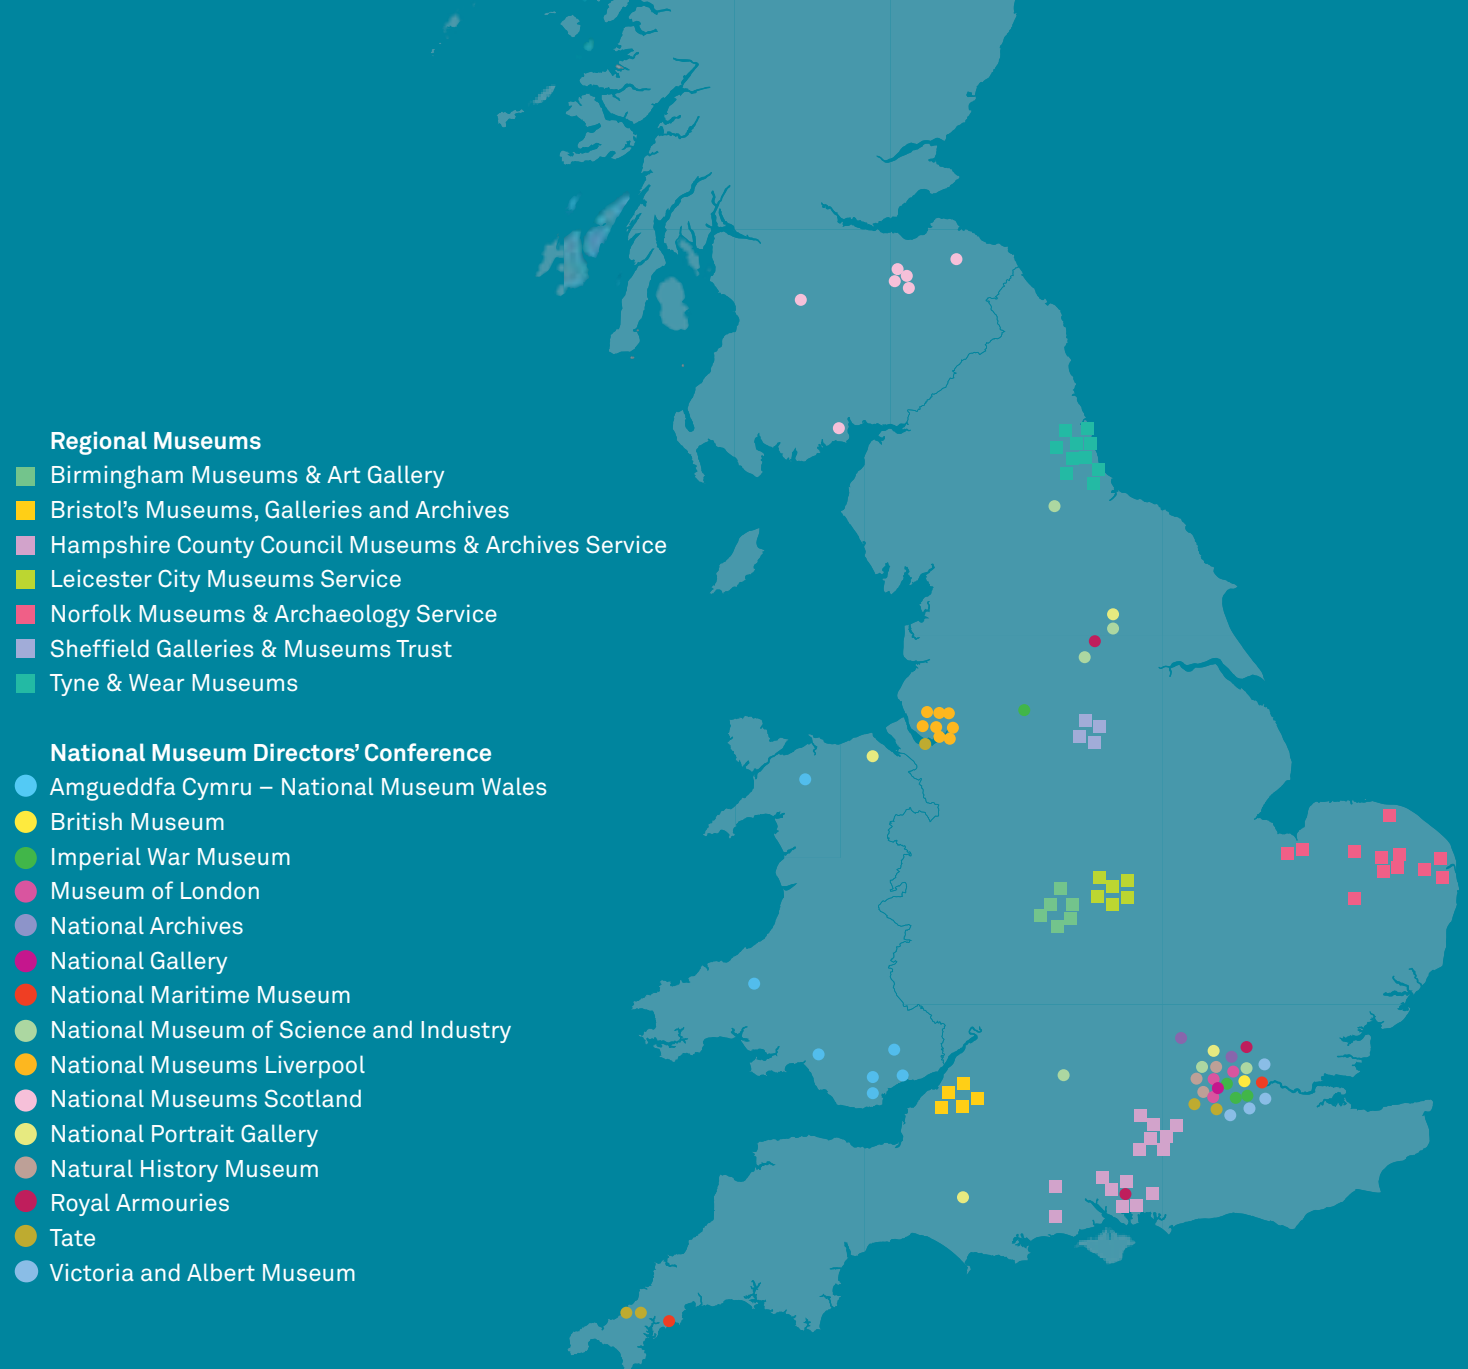 Regional Museums
Birmingham Museums & Art Gallery
Bristol’s Museums, Galleries and Archives
Hampshire County Council Museums & Archives Service
Leicester City Museums Service
Norfolk Museums & Archaeology Service
Sheffield Galleries & Museums Trust
Tyne & Wear Museums
National Museum Directors’ Conference
Amgueddfa Cymru – National Museum Wales
British Museum
Imperial War Museum
Museum of London
National Archives
National Gallery
National Maritime Museum
National Museum of Science and Industry
National Museums Liverpool
National Museums Scotland
National Portrait Gallery
Natural History Museum
Royal Armouries
Tate
Victoria and Albert Museum